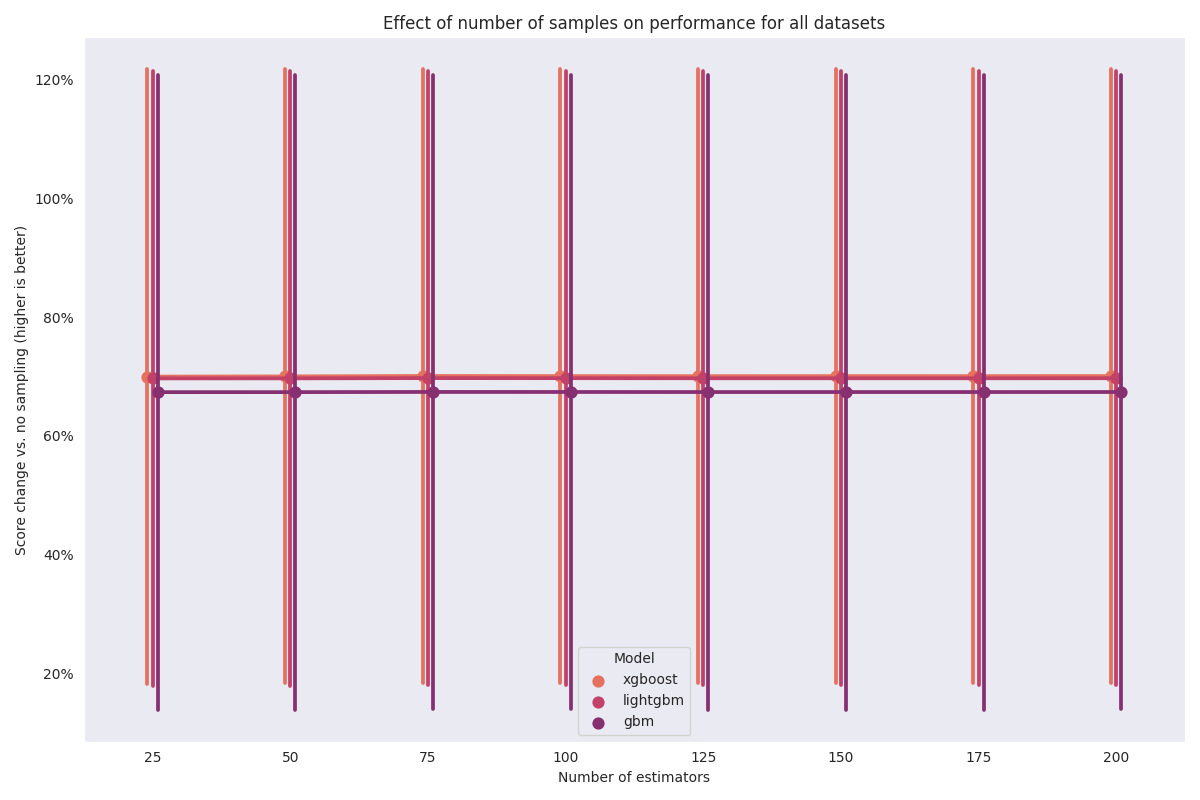 Effect of number of samples on performance for all datasets
Score change vs. no sampling (higher is better)
120%
100%
80%
60%
40%
20%
Model
xgboost
lightgbm
gbm
25 50 75 100 125 150 175 200
Number of estimators